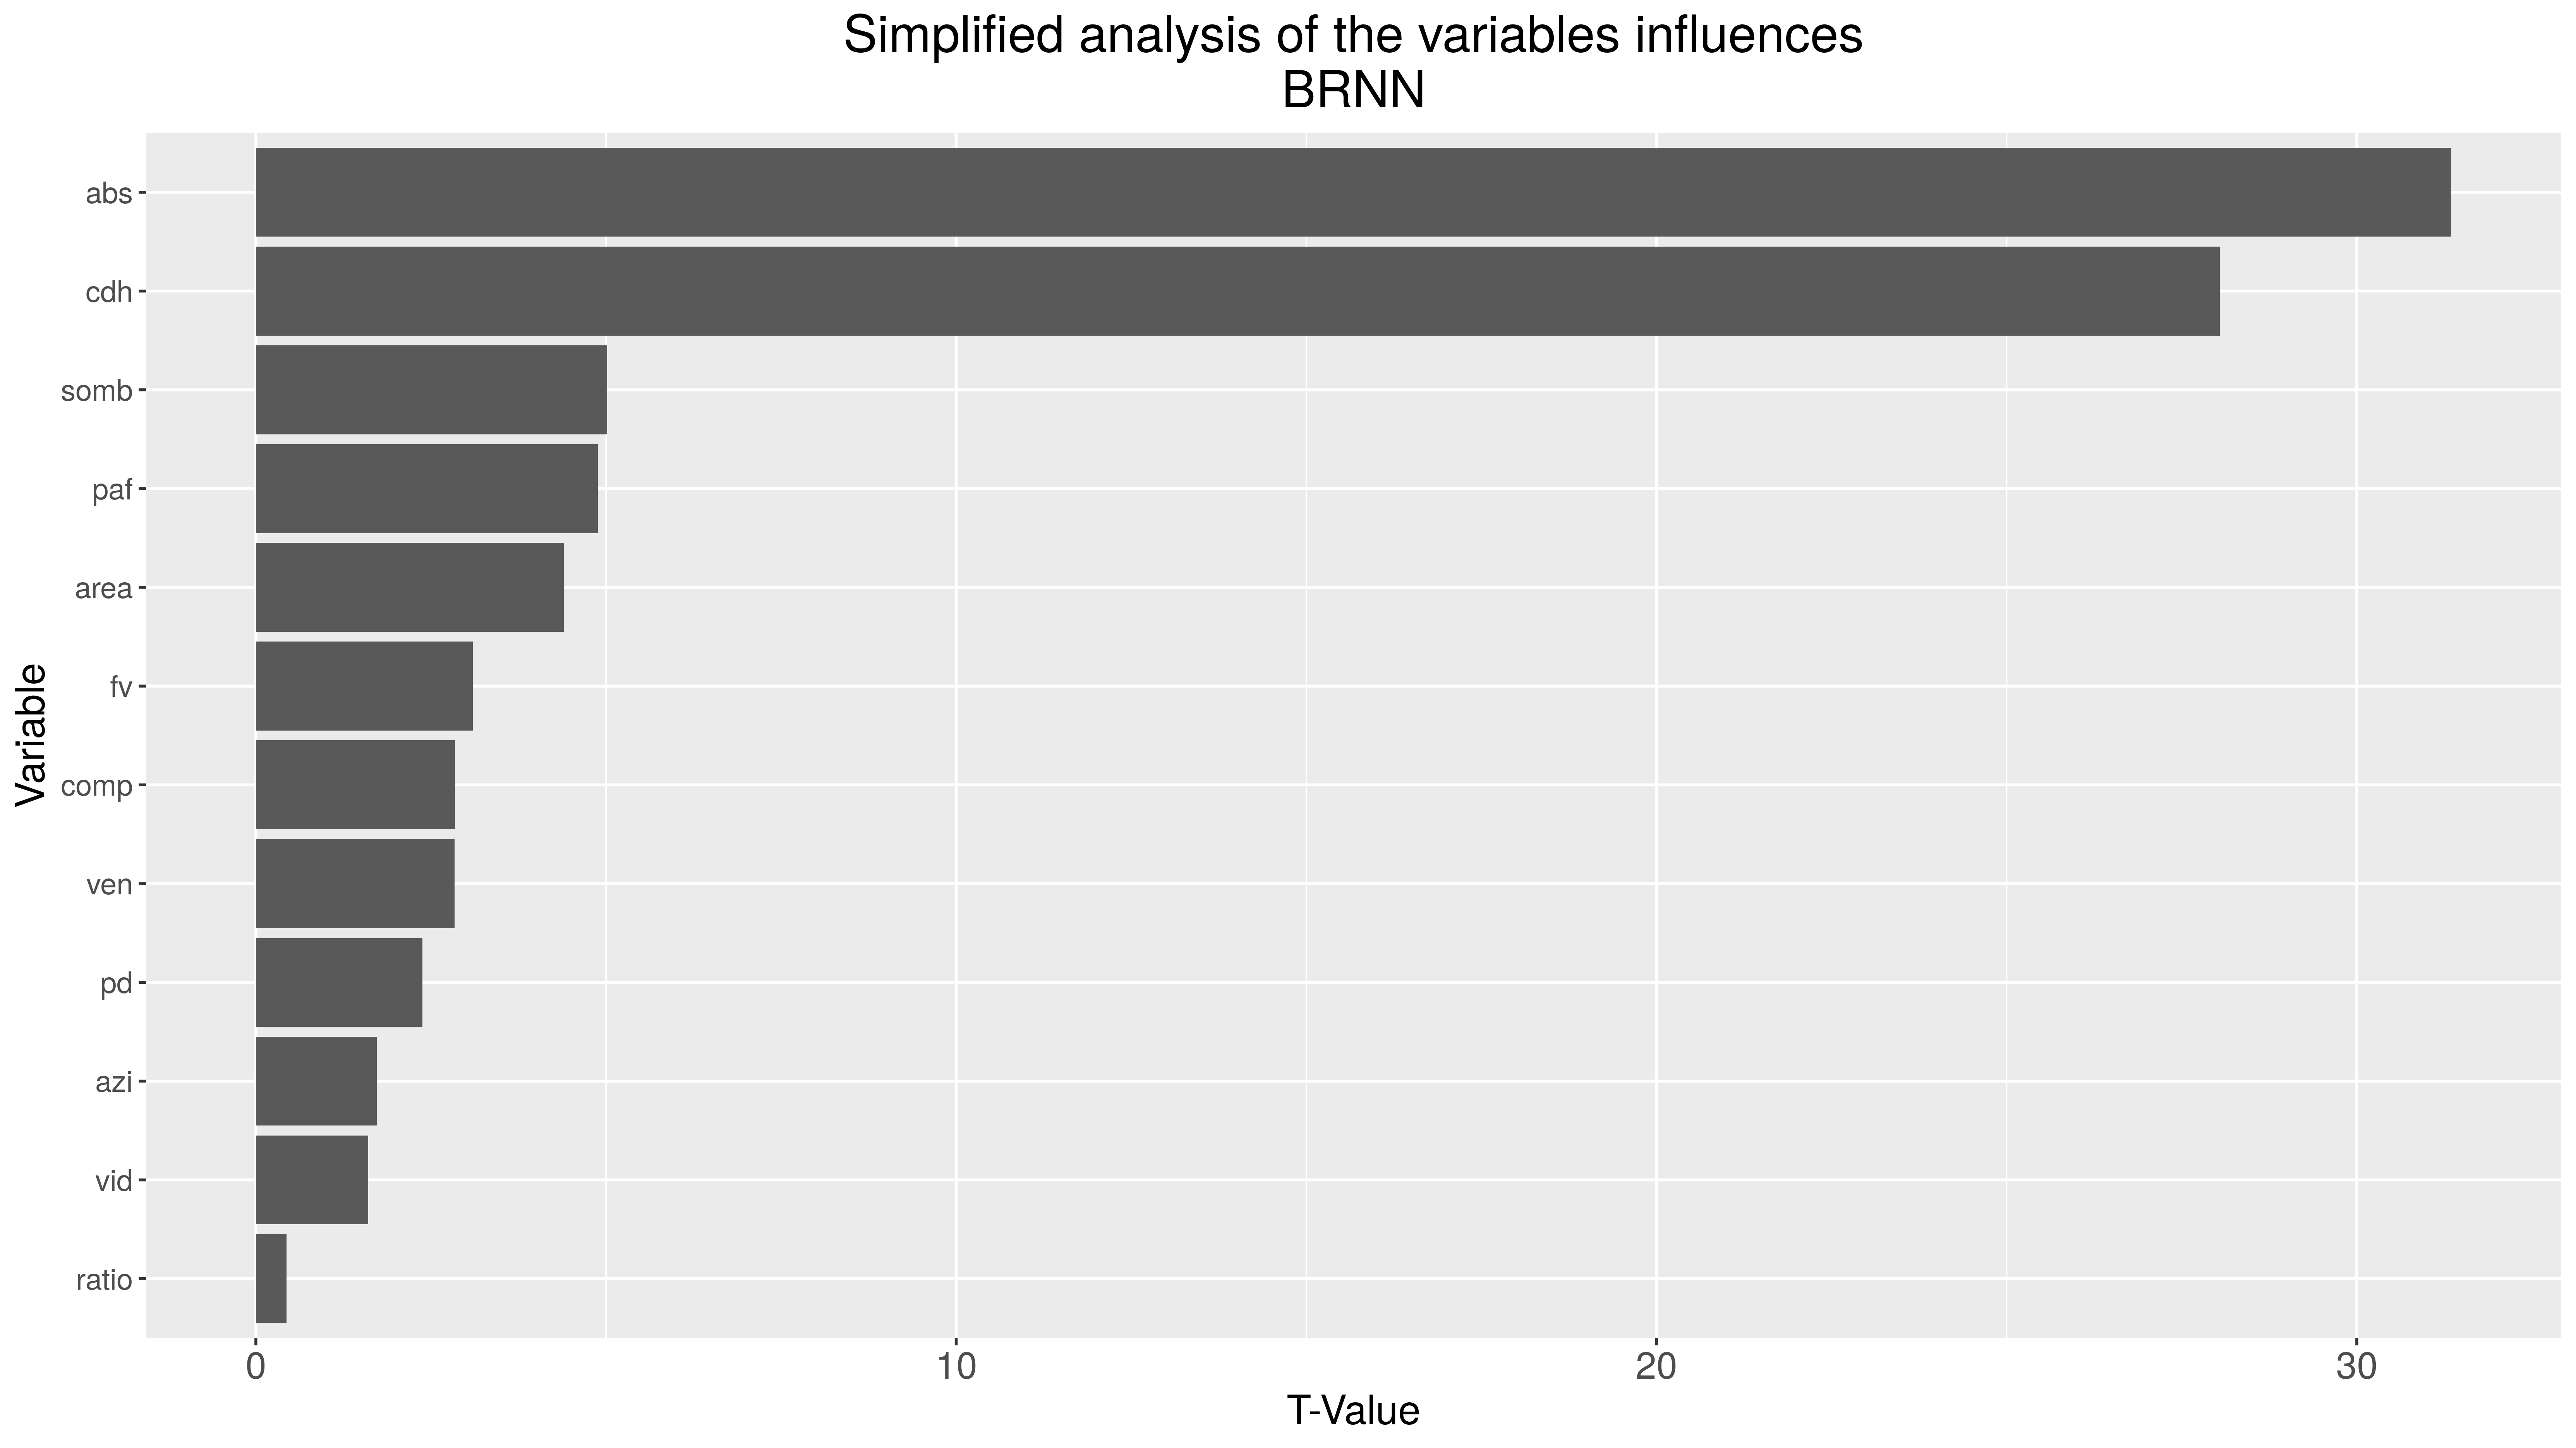 Simplified analysis of the variables influences
BRNN
abs
cdh
somb
paf
area
fv
comp
ven
pd
azi
vid
ratio
Variable
0 10 20 30
T-Value